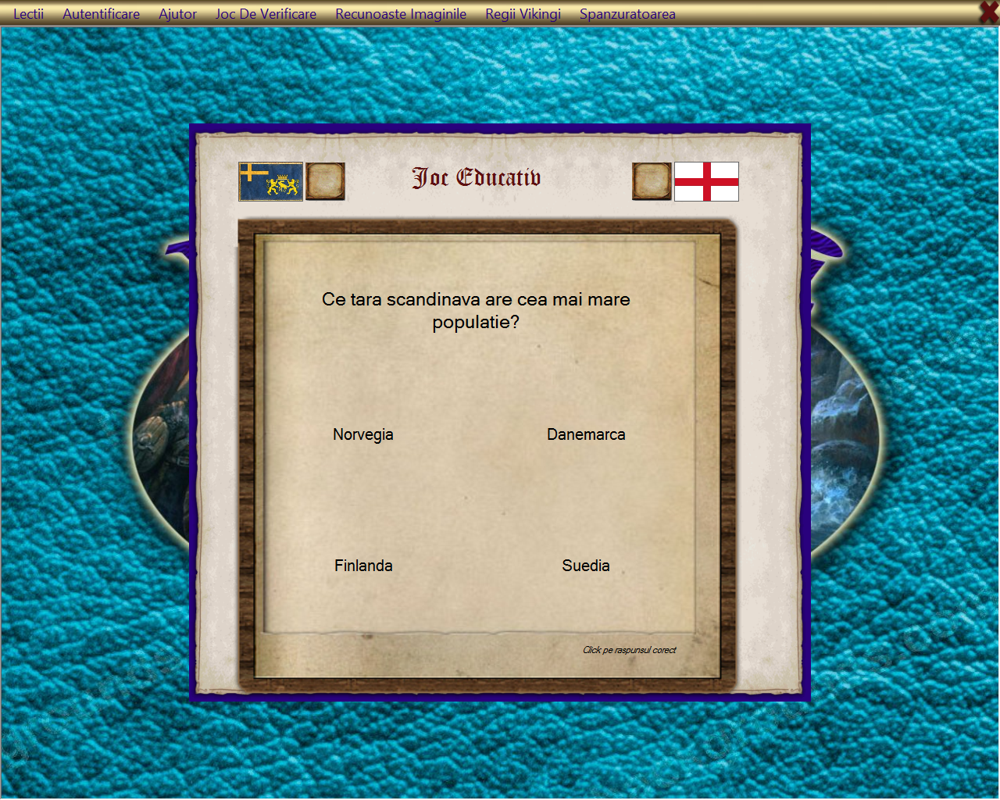 Lectii Autentificare Ajutor Joc De Verificare Recunoaste Imaginile Regii Vikingi Spanzuratoarea
Joc Educativ
Ce tara scandinava are cea mai mare
populatie?
Norvegia Danemarca
Finlanda Suedia
Click pe raspunsul corect